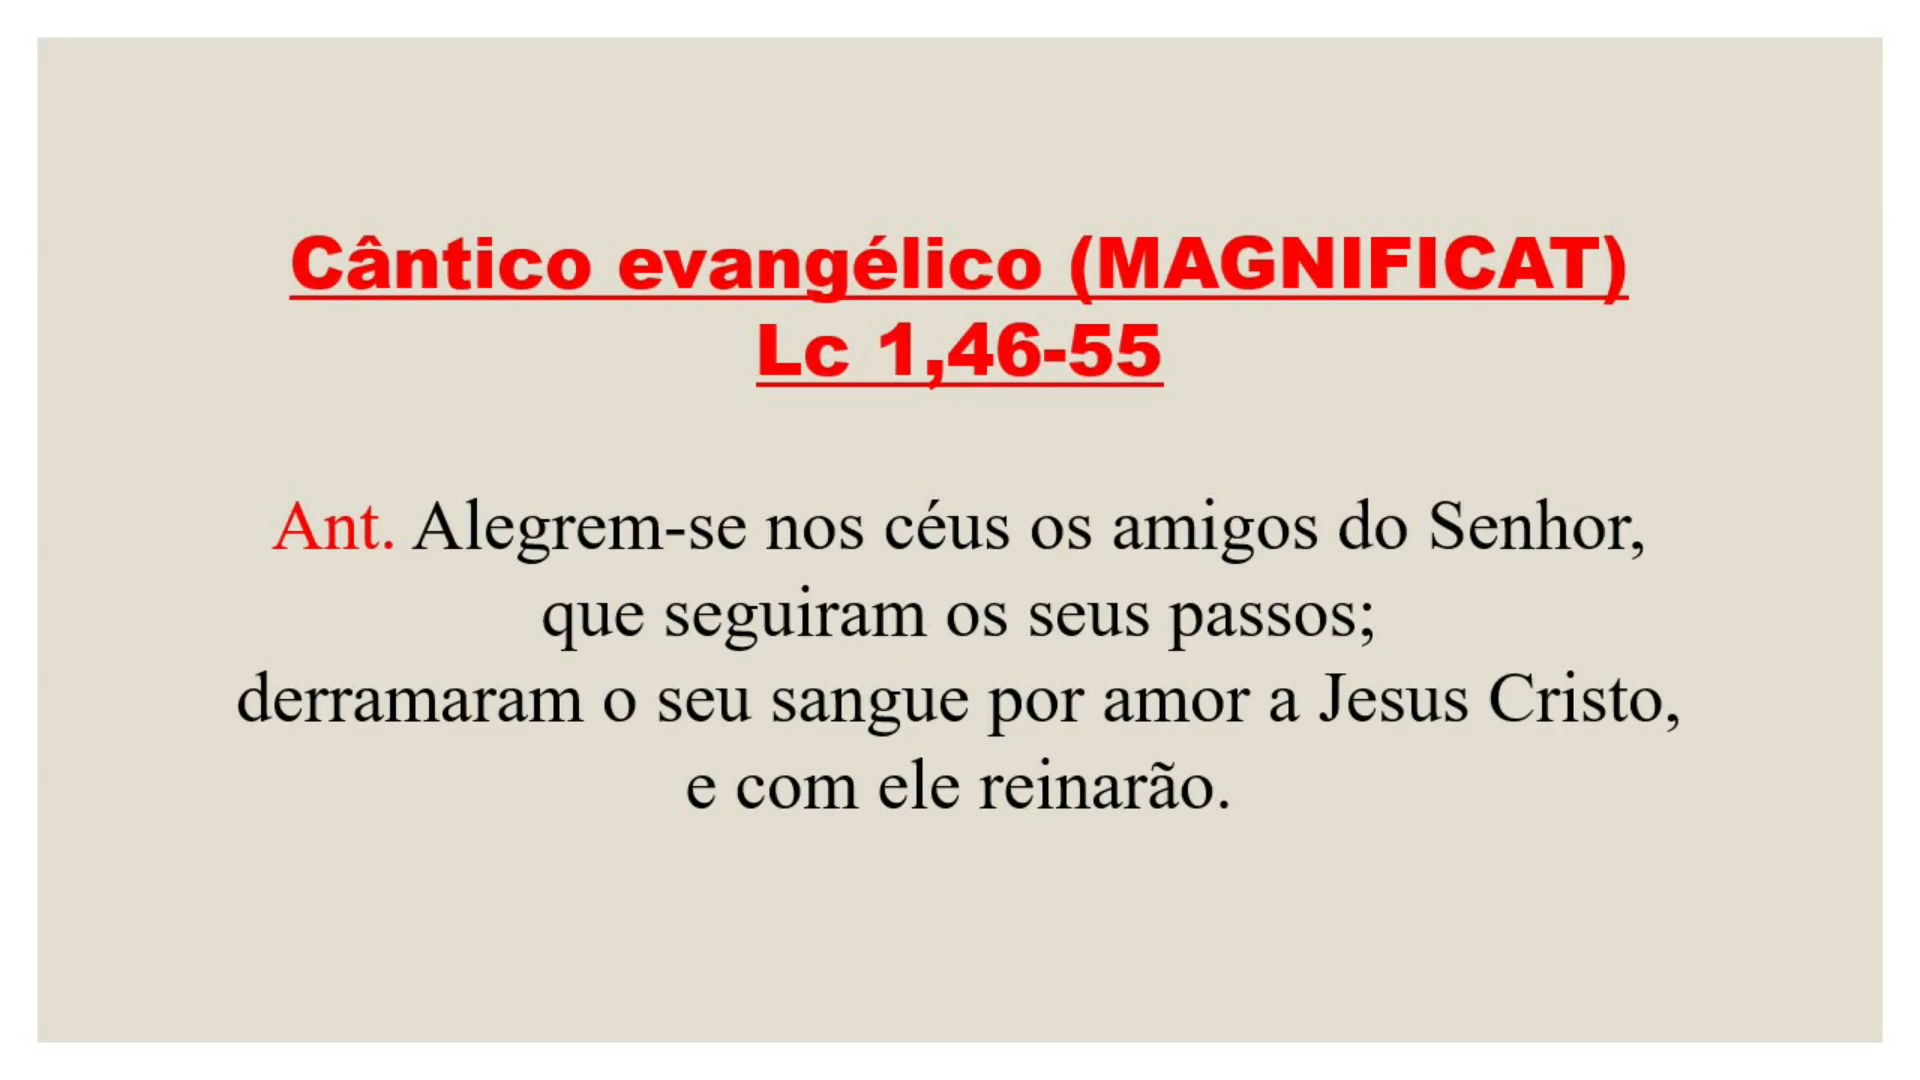 Cântico evangélico (MAGNIFICAT)
Lc 1,46-55
Ant. Alegrem-se nos céus os amigos do Senhor,
que seguiram os seus passos;
derramaram o seu sangue por amor a Jesus Cristo,
e com ele reinarão.